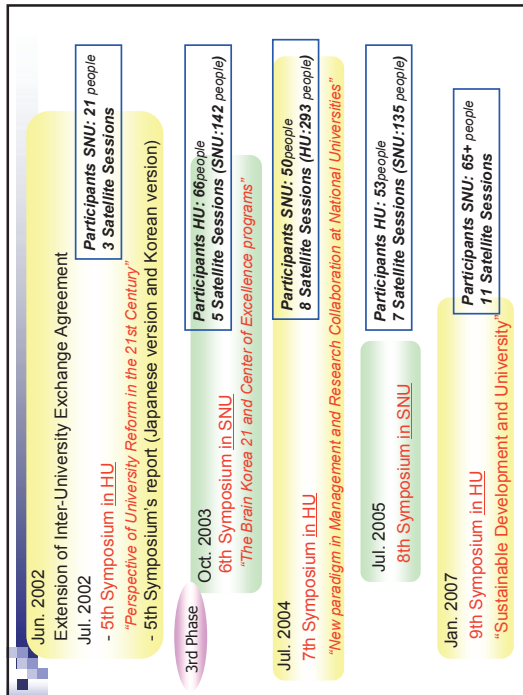 Jun. 2002
Extension of Inter-University Exchange Agreement
Jul. 2002
- 5th Symposium in HU
"Perspective of University Reform in the 21st Century"
- 5th Symposium's report (Japanese version and Korean version)
Participants SNU: 21 people
3 Satellite Sessions
3rd Phase
Oct. 2003
6th Symposium in SNU
"The Brain Korea 21 and Center of Excellence programs"
Participants HU: 66people
5 Satellite Sessions (SNU:142 people)
Jul. 2004
7th Symposium in HU
"New paradigm in Management and Research Collaboration at National Universities"
Participants SNU: 50people
8 Satellite Sessions (HU:293 people)
Jul. 2005
8th Symposium in SNU
Participants HU: 53people
7 Satellite Sessions (SNU:135 people)
Jan. 2007
9th Symposium in HU
"Sustainable Development and University"
Participants SNU: 65+ people
11 Satellite Sessions